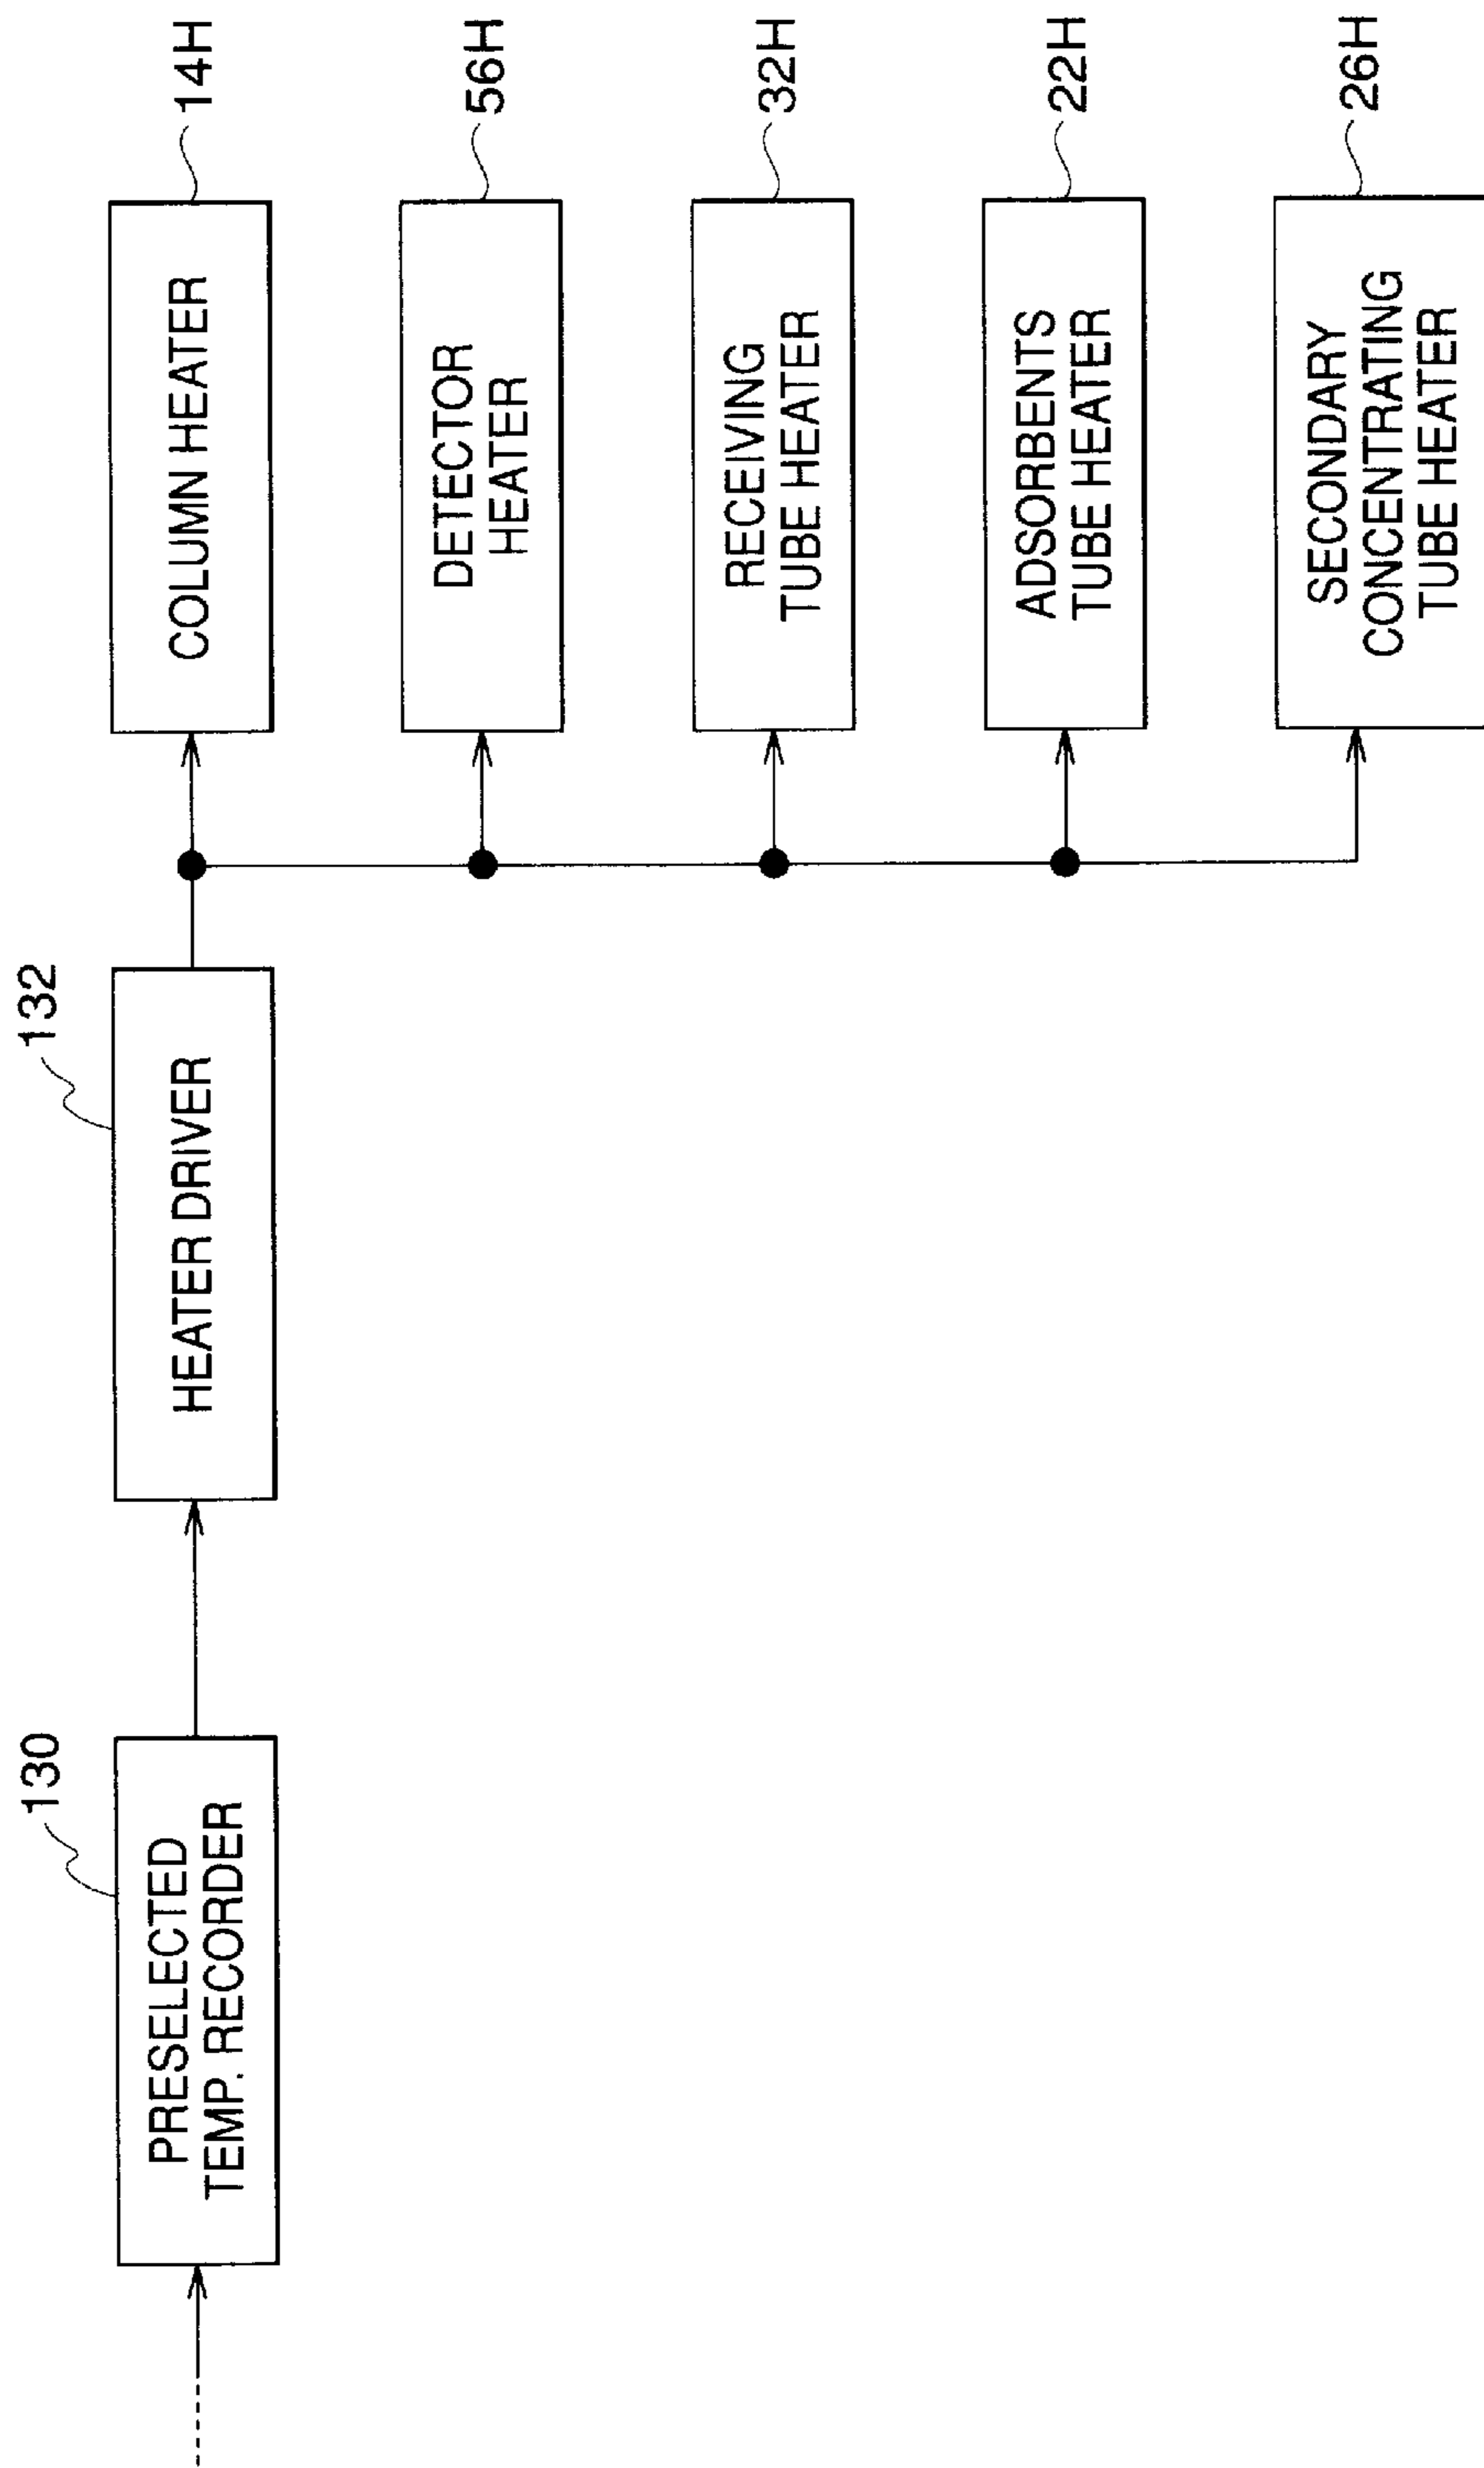 130
PRESELECTED
TEMP. RECORDER
132
HEATER DRIVER
COLUMN HEATER
14H
DETECTOR
HEATER
56H
RECEIVING
TUBE HEATER
32H
ADSORBENTS
TUBE HEATER
22H
SECONDARY
CONCENTRATING
TUBE HEATER
26H